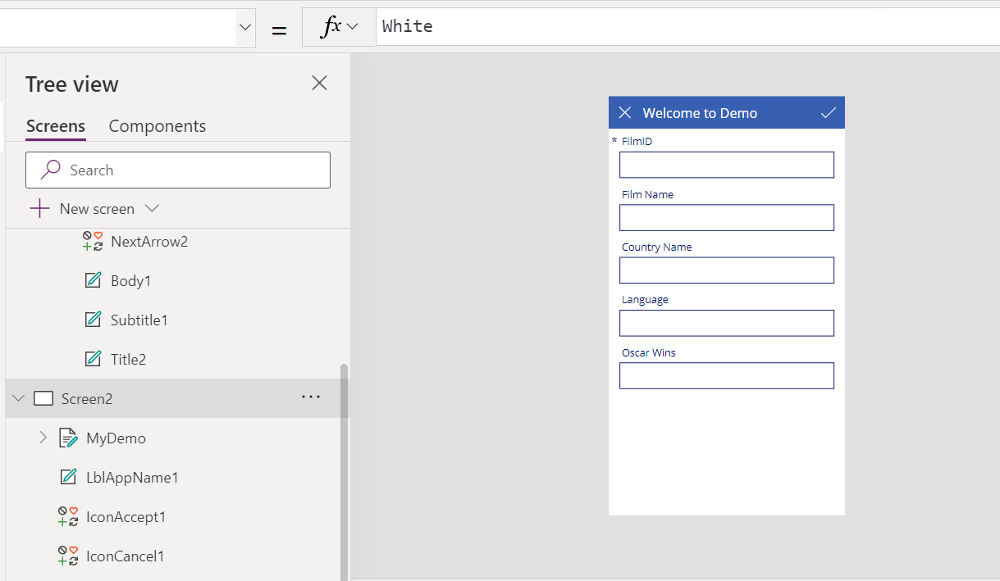 = fx White
Tree view
Screens Components
Search
New screen
NextArrow2
Body1
Subtitle1
Title2
Screen2 ...
MyDemo
LblAppName1
IconAccept1
IconCancel1
Welcome to Demo
* FilmID
Film Name
Country Name
Language
Oscar Wins